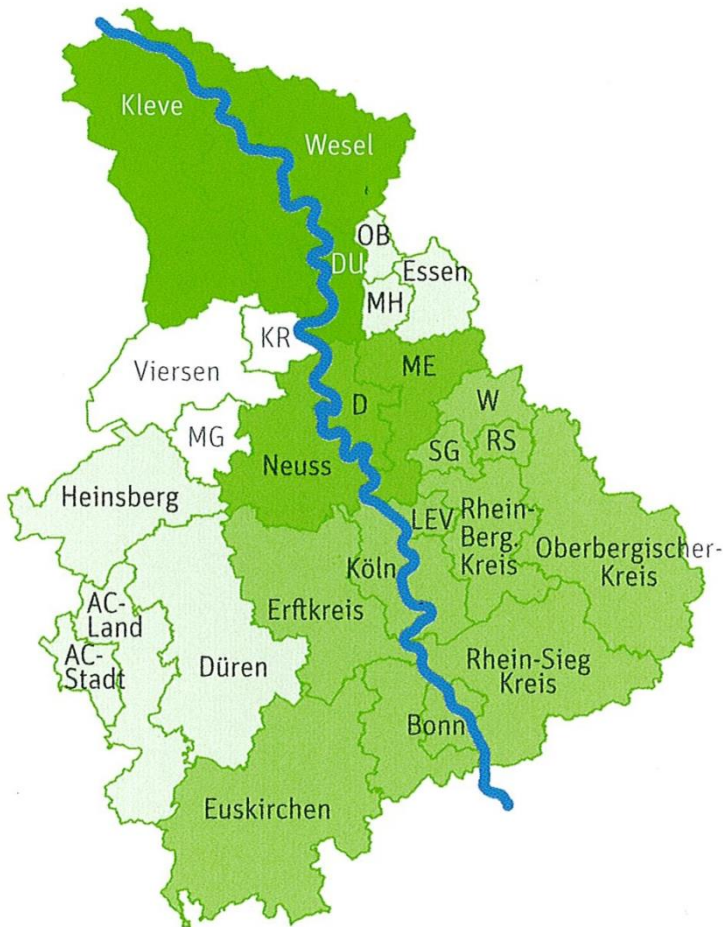 Kleve
Wesel
OB
DU
Essen
MH
KR
ME
Viersen
D
W
MG
SG
RS
Neuss
Heinsberg
LEV
Rhein-
Berg.
Kreis
Oberbergischer-
Kreis
Köln
Erftkreis
AC-
Land
AC-
Stadt
Düren
Rhein-Sieg
Kreis
Bonn
Euskirchen